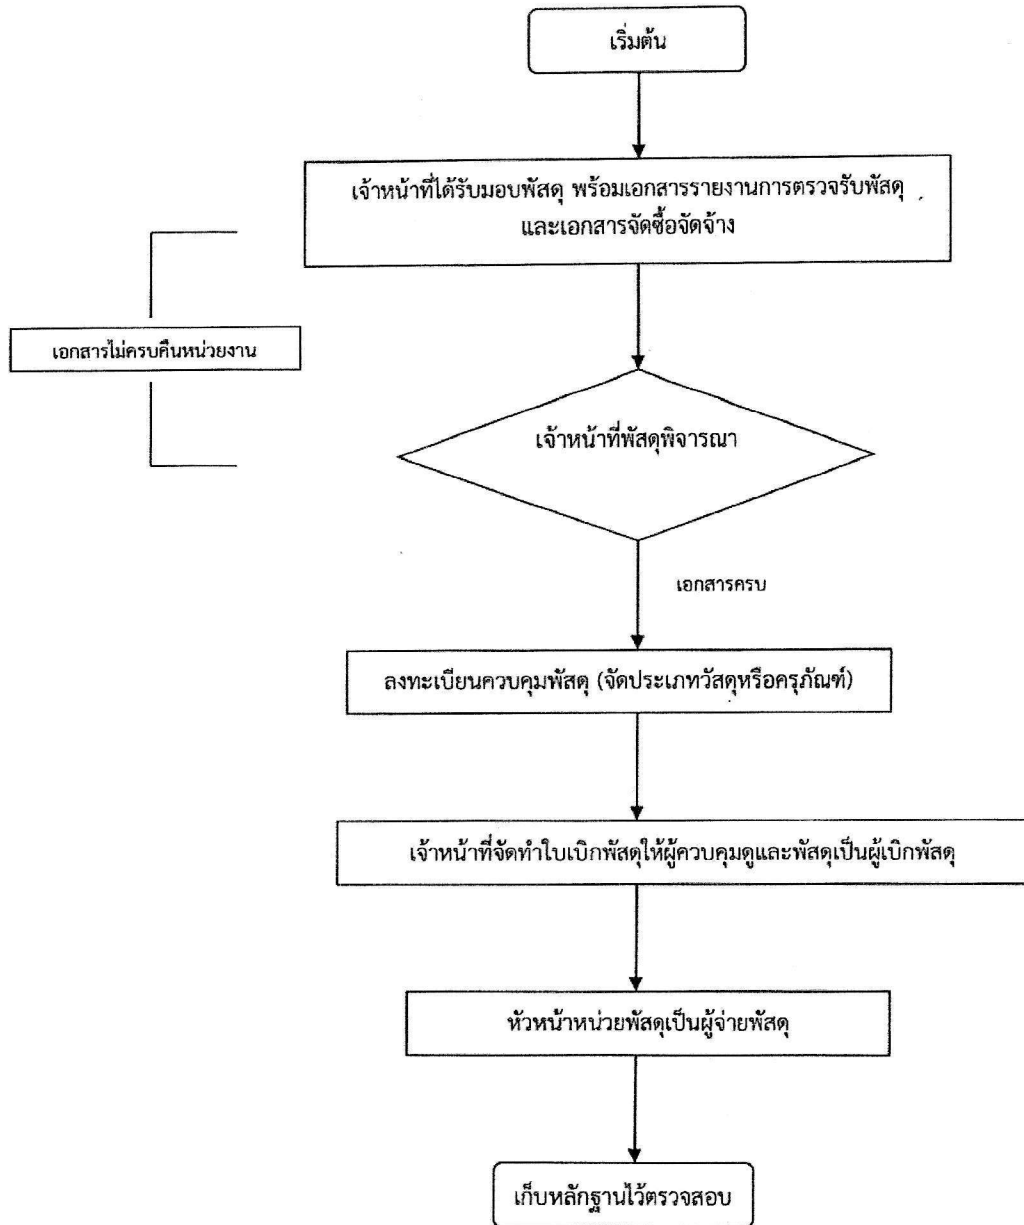 เริ่มต้น
เจ้าหน้าที่ได้รับมอบพัสดุ พร้อมเอกสารรายงานการตรวจรับพัสดุ
และเอกสารจัดซื้อจัดจ้าง
เอกสารไม่ครบคืนหน่วยงาน
เจ้าหน้าที่พัสดุพิจารณา
เอกสารครบ
ลงทะเบียนควบคุมพัสดุ (จัดประเภทวัสดุหรือครุภัณฑ์)
เจ้าหน้าที่จัดทำใบเบิกพัสดุให้ผู้ควบคุมดูและพัสดุเป็นผู้เบิกพัสดุ
หัวหน้าหน่วยพัสดุเป็นผู้จ่ายพัสดุ
เก็บหลักฐานไว้ตรวจสอบ